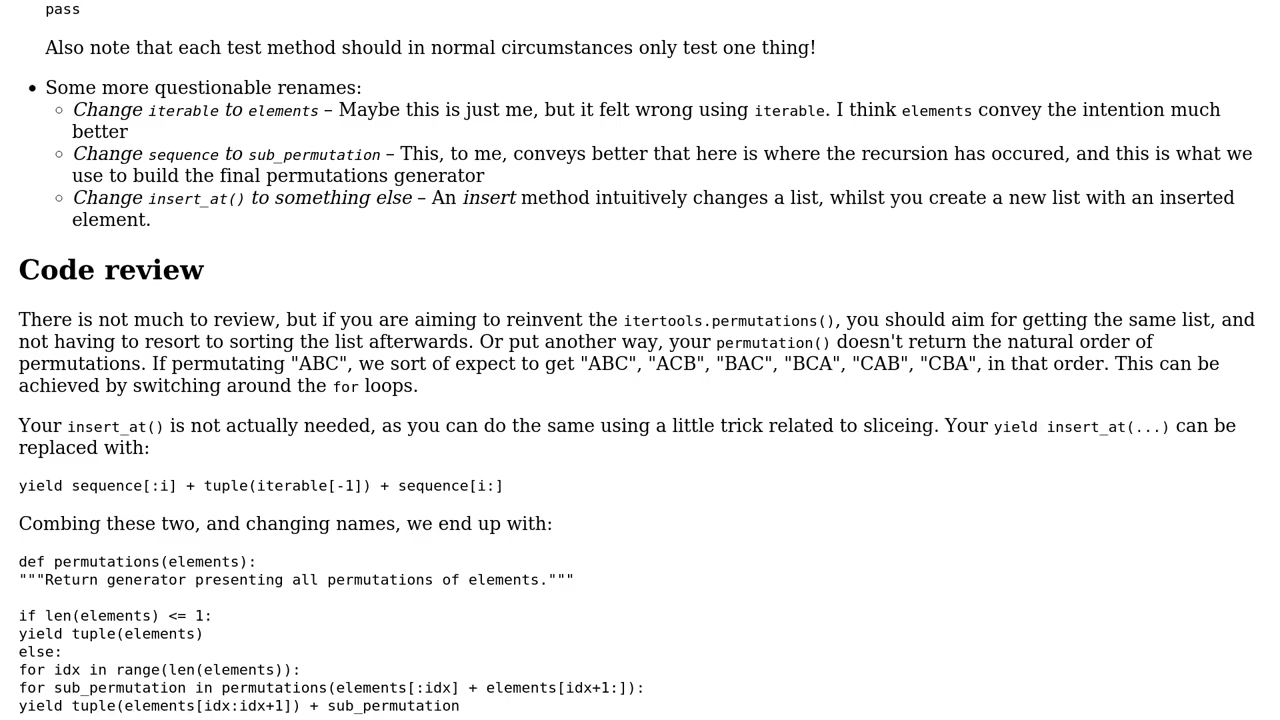 pass
Also note that each test method should in normal circumstances only test one thing!
• Some more questionable renames:
◦ Change iterable to elements – Maybe this is just me, but it felt wrong using iterable. I think elements convey the intention much
better
◦ Change sequence to sub_permutation – This, to me, conveys better that here is where the recursion has occured, and this is what we
use to build the final permutations generator
◦ Change insert_at() to something else – An insert method intuitively changes a list, whilst you create a new list with an inserted
element.
Code review
There is not much to review, but if you are aiming to reinvent the itertools.permutations(), you should aim for getting the same list, and
not having to resort to sorting the list afterwards. Or put another way, your permutation() doesn't return the natural order of
permutations. If permutating "ABC", we sort of expect to get "ABC", "ACB", "BAC", "BCA", "CAB", "CBA", in that order. This can be
achieved by switching around the for loops.
Your insert_at() is not actually needed, as you can do the same using a little trick related to sliceing. Your yield insert_at(...) can be
replaced with:
yield sequence[:i] + tuple(iterable[-1]) + sequence[i:]
Combing these two, and changing names, we end up with:
def permutations(elements):
"""Return generator presenting all permutations of elements."""
if len(elements) <= 1:
yield tuple(elements)
else:
for idx in range(len(elements)):
for sub_permutation in permutations(elements[:idx] + elements[idx+1:]):
yield tuple(elements[idx:idx+1]) + sub_permutation